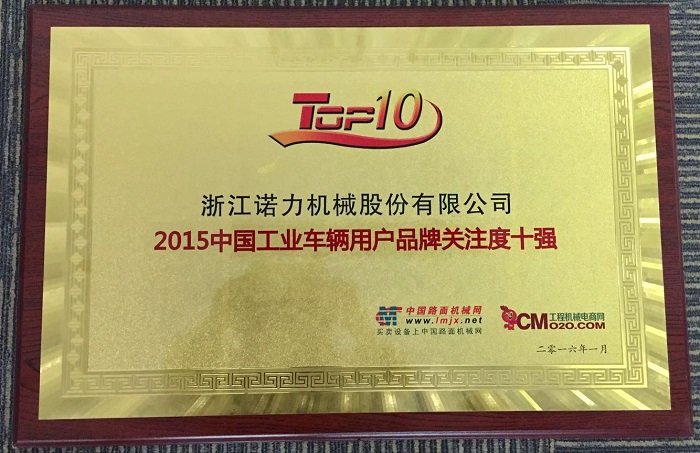 TOP10
浙江诺力机械股份有限公司
2015中国工业车辆用户品牌关注度十强
中国路面机械网
www.lmjx.net
买卖设备上中国路面机械网
CM工程机械电商网
O2O.COM
二零一六年一月